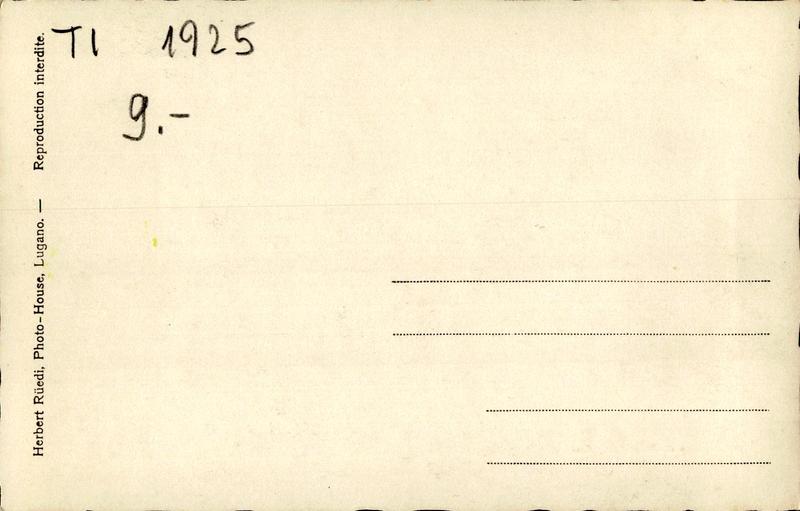 TI 1925
9.-
Herbert Rüedi, Photo-House, Lugano. — Reproduction interdite.